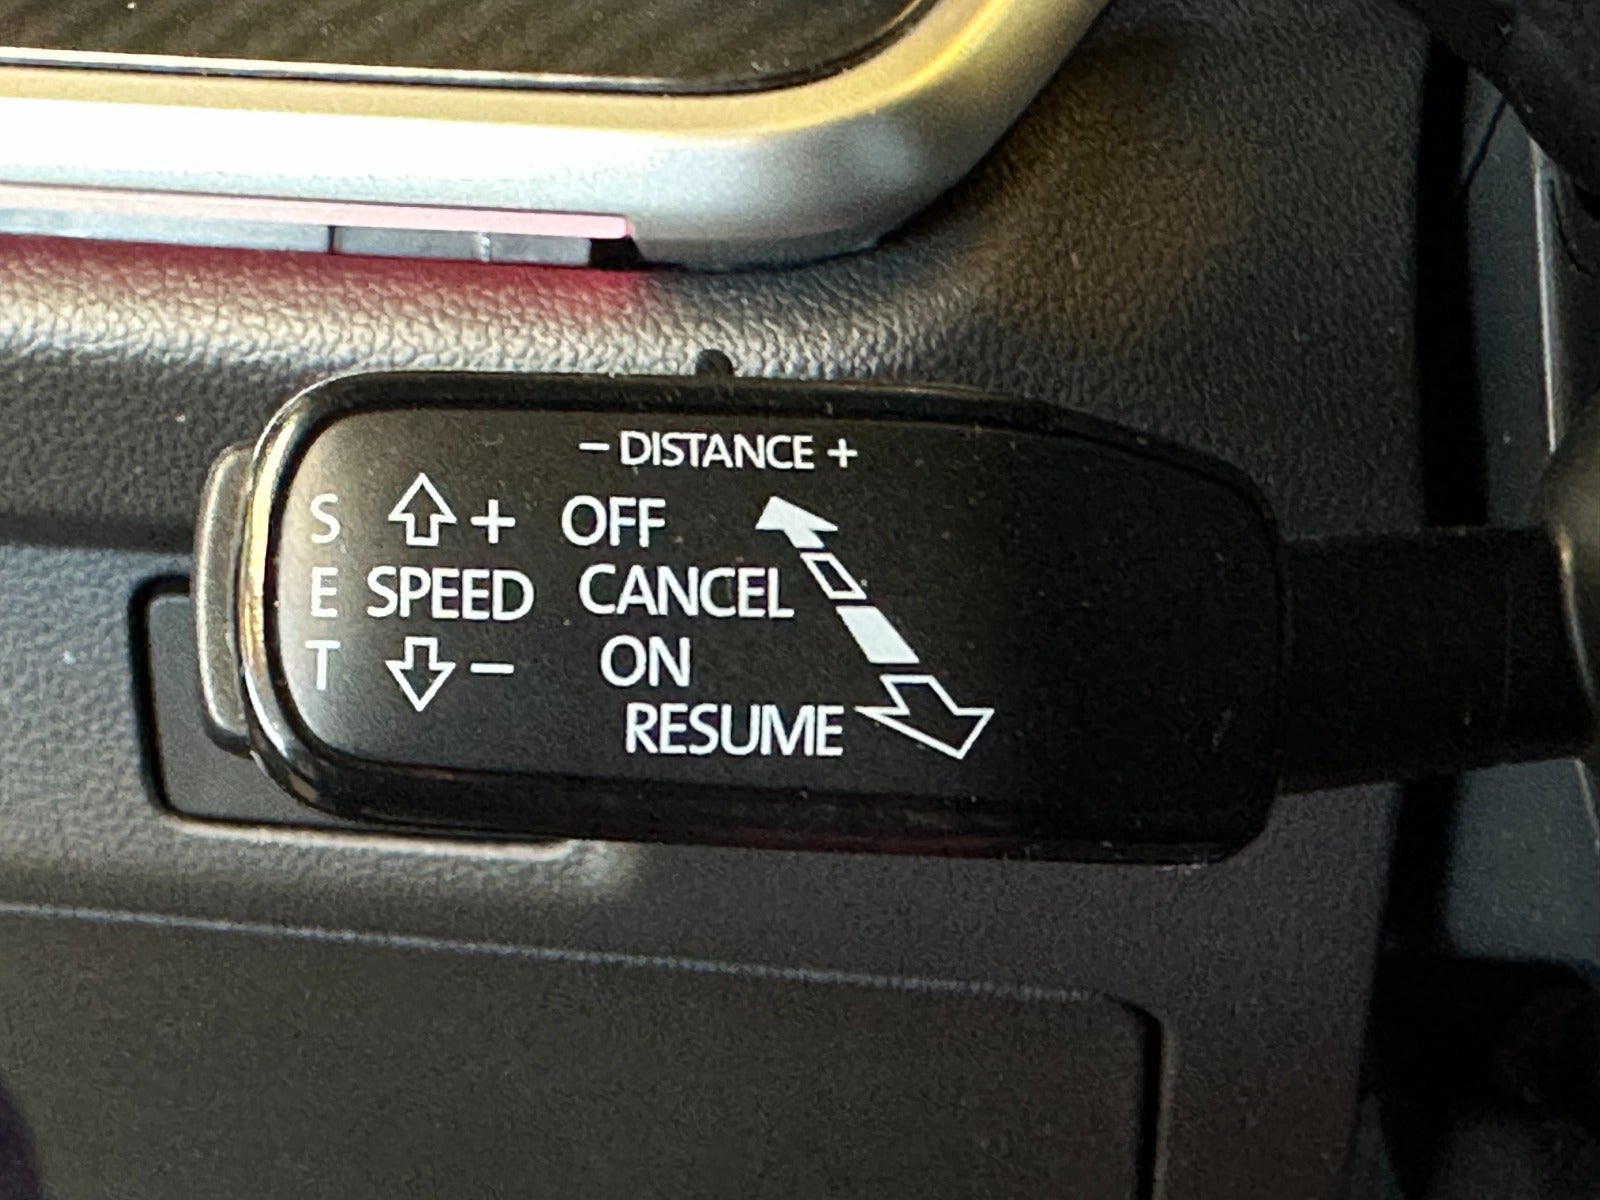 – DISTANCE +
S + OFF
E SPEED CANCEL
T – ON
RESUME